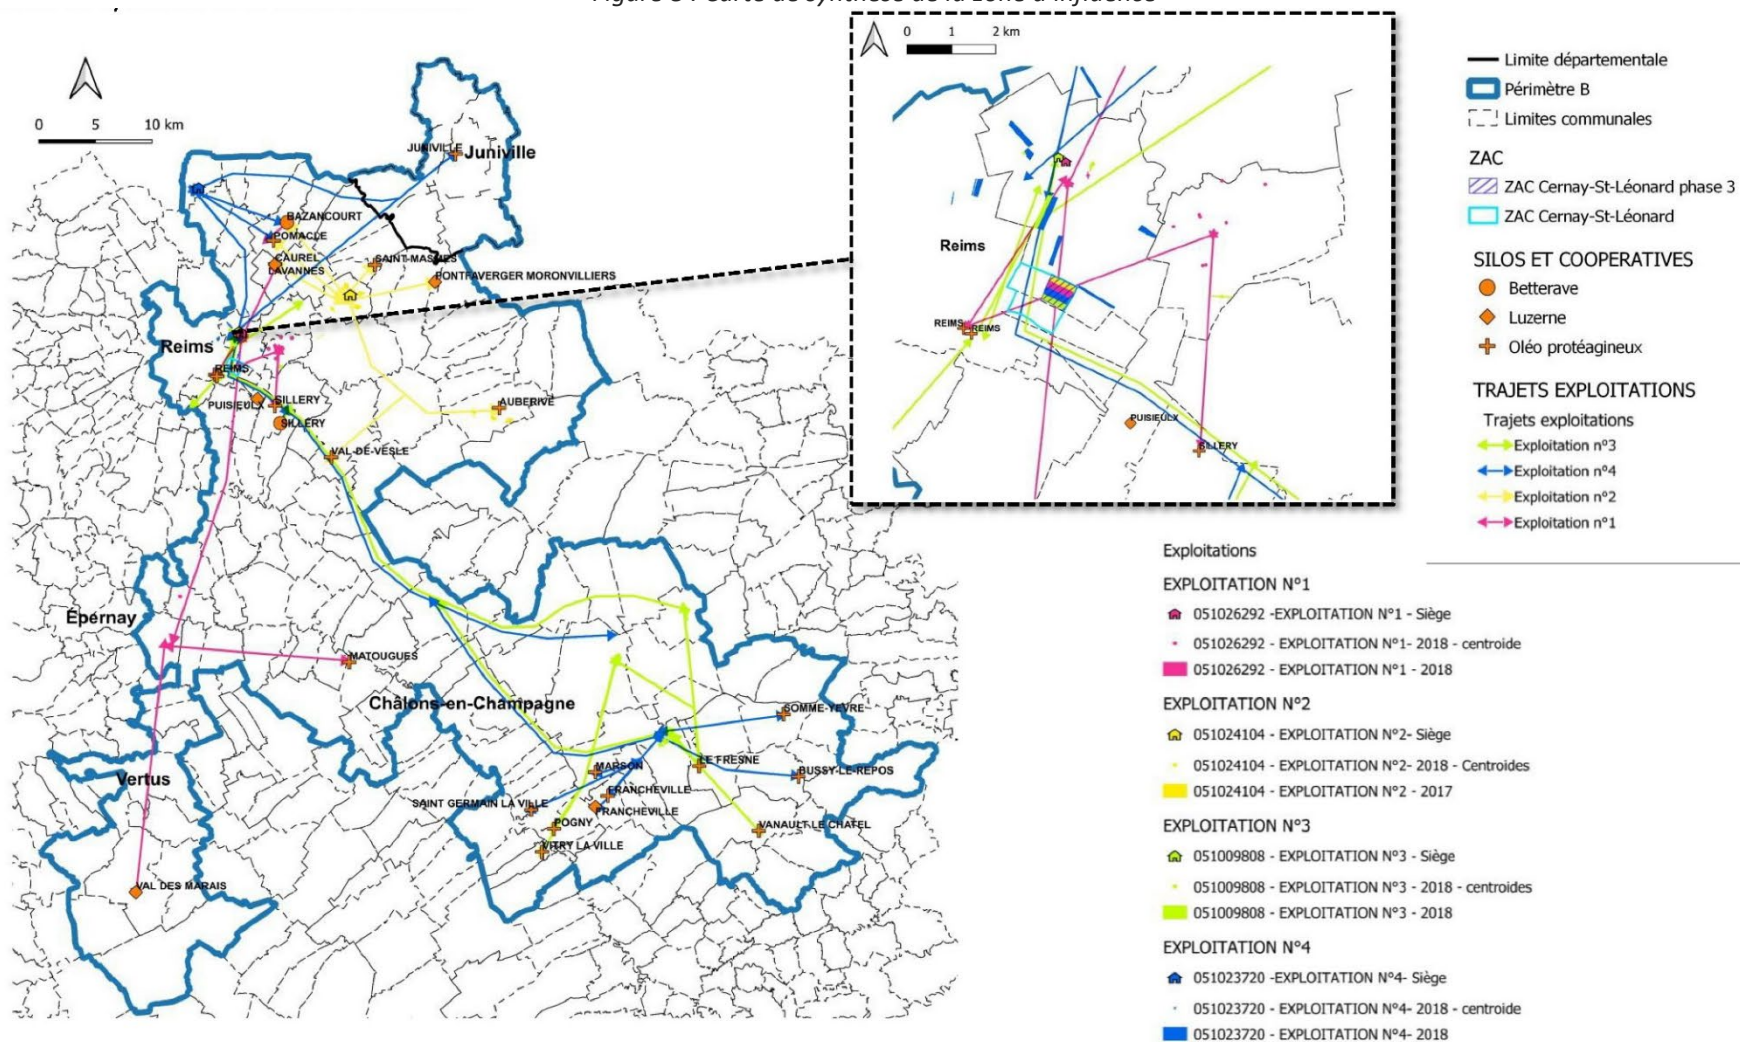 0 5 10 km
JUNIVILLE
Juniville
BAZANCOURT
POMACLE
CAUREL
LAVANNES
SAINT-MASMES
PONTFAVERGER MORONVILLIERS
Reims
REIMS
PUISIEULX
SILLERY
SILLERY
AUBERIVE
VAL-DE-VESLE
Épernay
MATOUGUES
Châlons-en-Champagne
SOMME-YEVRE
Vertus
MARSON
LE FRESNE
BUSSY-LE-REPOS
FRANCHEVILLE
SAINT GERMAIN LA VILLE
FRANCHEVILLE
POGNY
VANAULT LE CHATEL
VITRY LA VILLE
VAL DES MARAIS
0 1 2 km
Reims
REIMS
REIMS
PUISIEULX
SILLERY
Limite départementale
Périmètre B
Limites communales
ZAC
ZAC Cernay-St-Léonard phase 3
ZAC Cernay-St-Léonard
SILOS ET COOPERATIVES
Betterave
Luzerne
Oléo protéagineux
TRAJETS EXPLOITATIONS
Trajets exploitations
Exploitation n°3
Exploitation n°4
Exploitation n°2
Exploitation n°1
Exploitations
EXPLOITATION N°1
051026292 -EXPLOITATION N°1 - Siège
051026292 - EXPLOITATION N°1- 2018 - centroide
051026292 - EXPLOITATION N°1 - 2018
EXPLOITATION N°2
051024104 - EXPLOITATION N°2- Siège
051024104 - EXPLOITATION N°2- 2018 - Centroides
051024104 - EXPLOITATION N°2 - 2017
EXPLOITATION N°3
051009808 - EXPLOITATION N°3 - Siège
051009808 - EXPLOITATION N°3 - 2018 - centroides
051009808 - EXPLOITATION N°3 - 2018
EXPLOITATION N°4
051023720 -EXPLOITATION N°4- Siège
051023720 - EXPLOITATION N°4- 2018 - centroide
051023720 - EXPLOITATION N°4- 2018